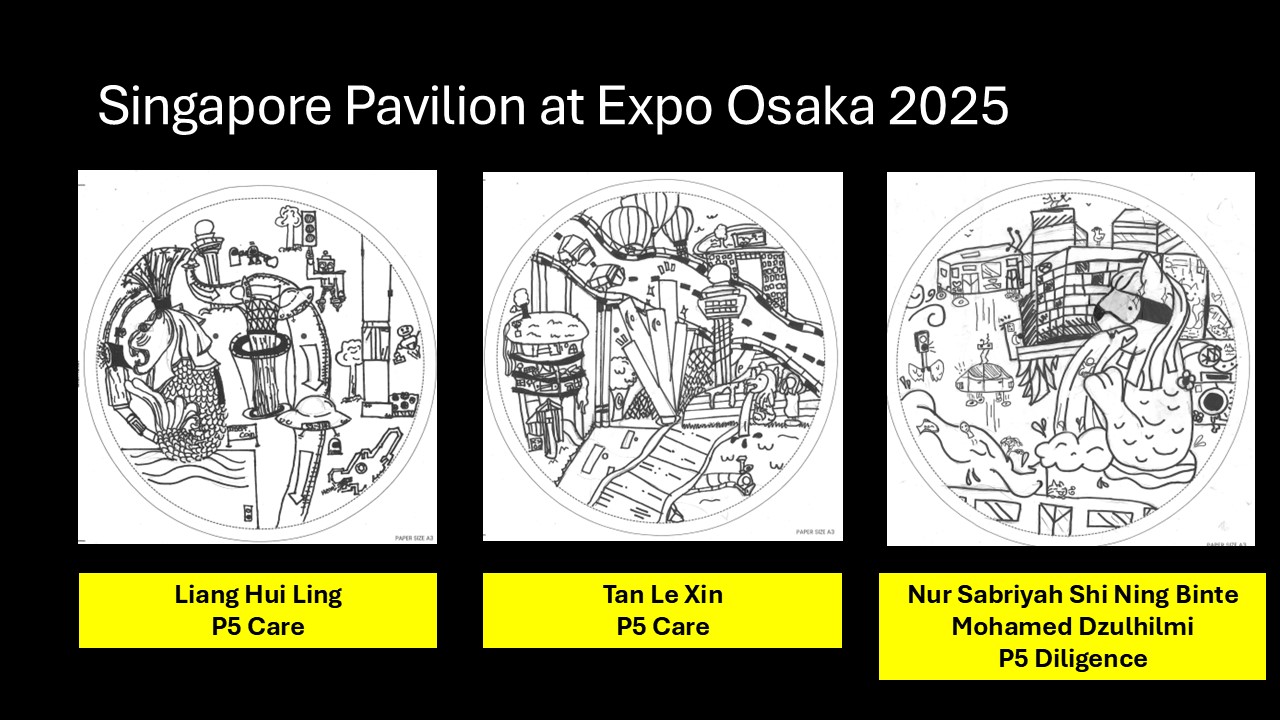 Singapore Pavilion at Expo Osaka 2025
PAPER SIZE A3
PAPER SIZE A3
PAPER SIZE A3
Liang Hui Ling
P5 Care
Tan Le Xin
P5 Care
Nur Sabriyah Shi Ning Binte
Mohamed Dzulhilmi
P5 Diligence